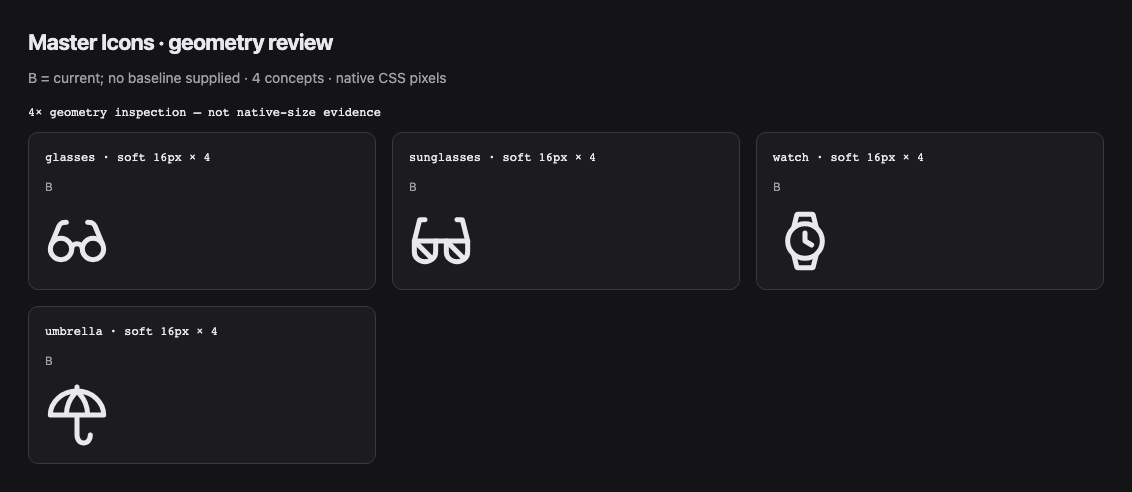 Master Icons · geometry review
B = current; no baseline supplied · 4 concepts · native CSS pixels
4× geometry inspection — not native-size evidence
glasses · soft 16px × 4
B
sunglasses · soft 16px × 4
B
watch · soft 16px × 4
B
umbrella · soft 16px × 4
B